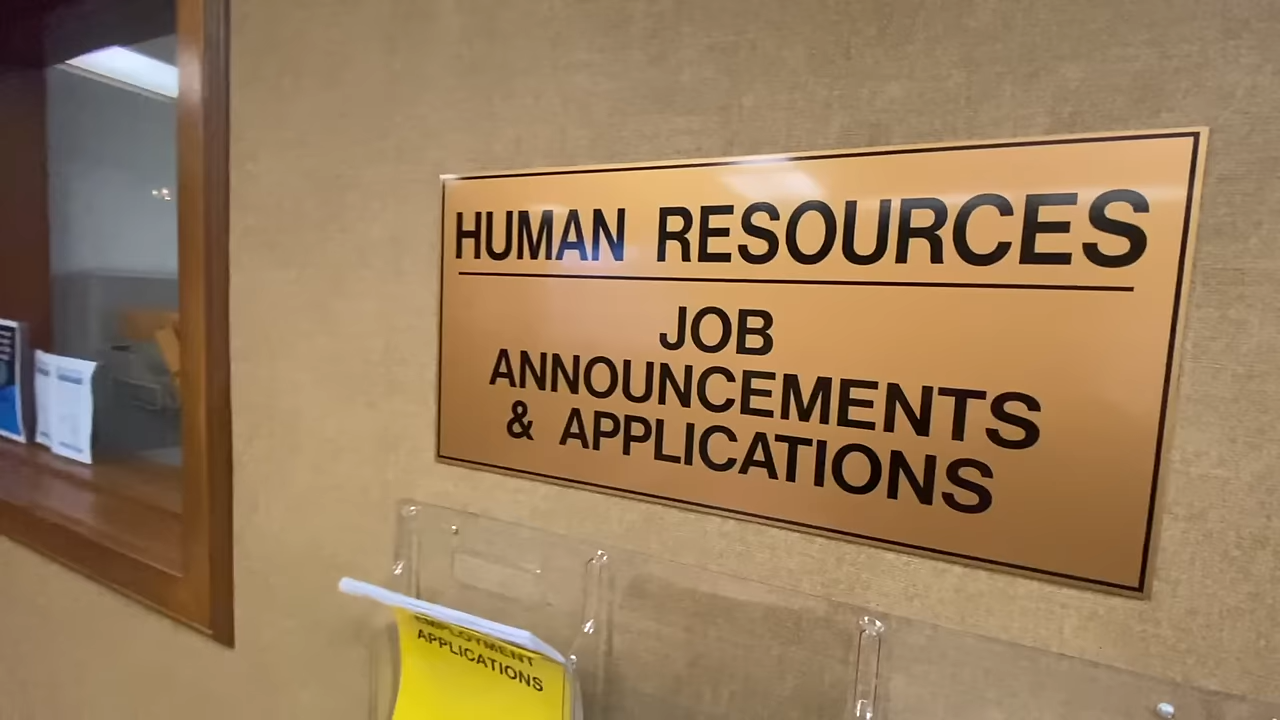 HUMAN RESOURCES
JOB
ANNOUNCEMENTS
& APPLICATIONS
EMPLOYMENT
APPLICATIONS